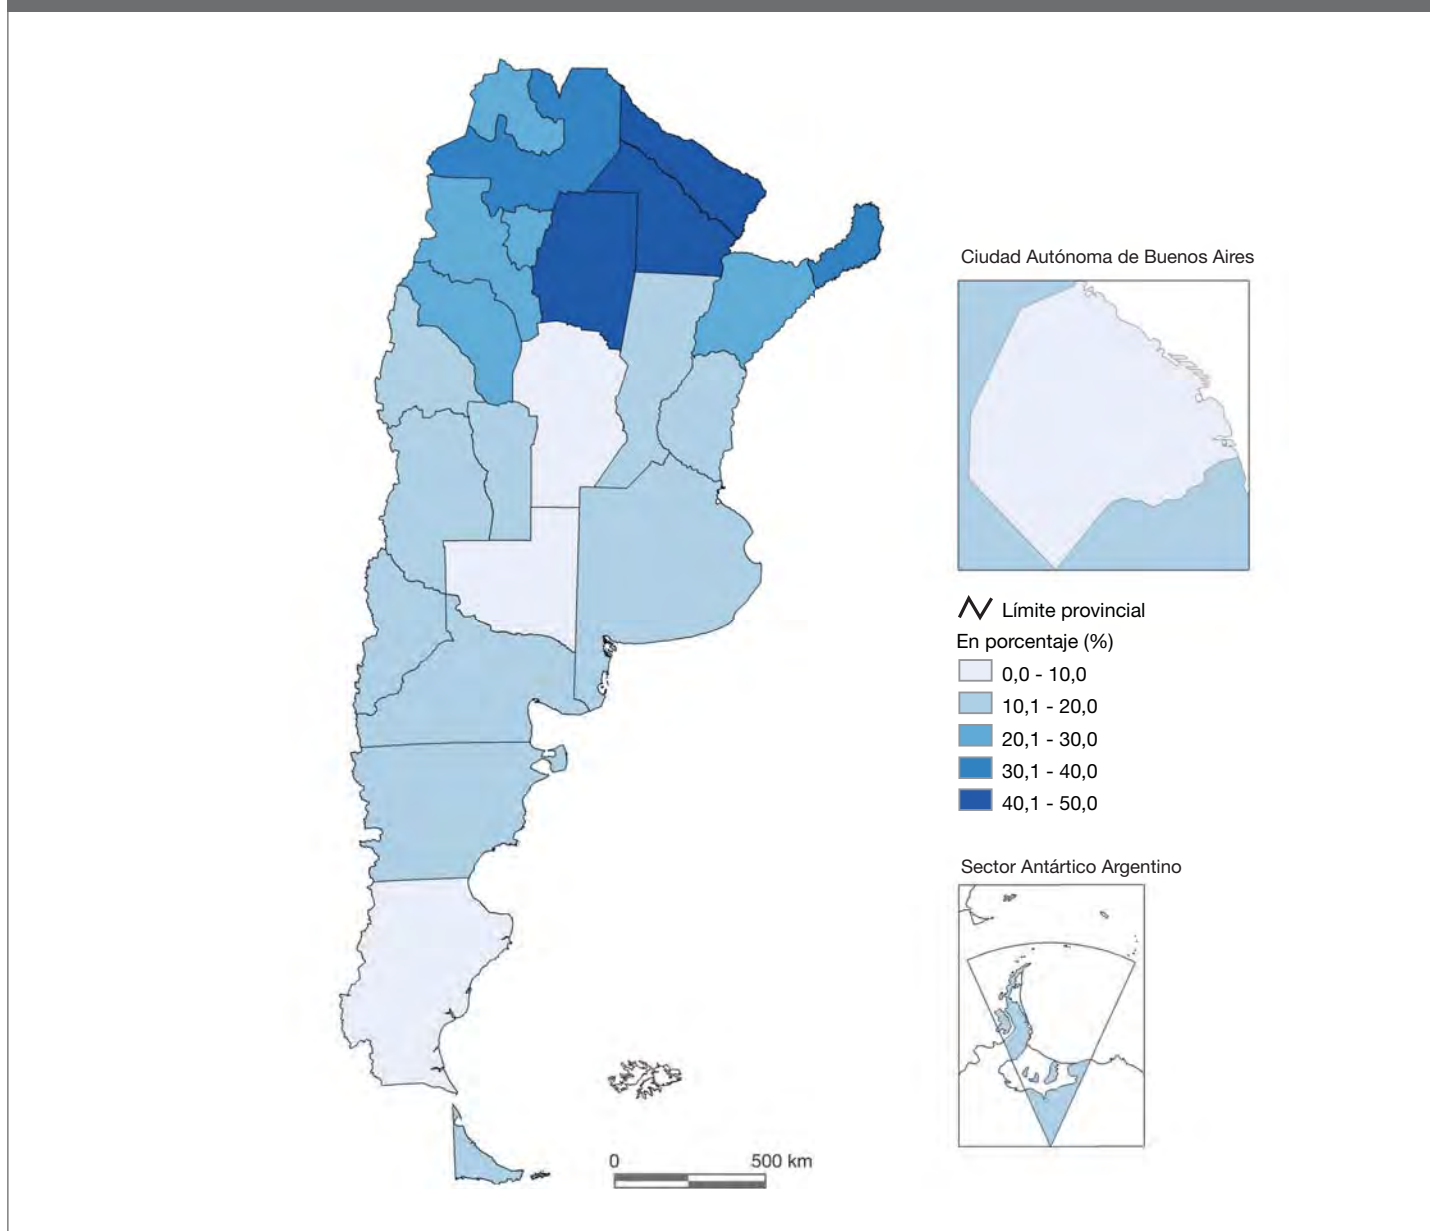 Ciudad Autónoma de Buenos Aires
Límite provincial
En porcentaje (%)
0,0 - 10,0
10,1 - 20,0
20,1 - 30,0
30,1 - 40,0
40,1 - 50,0
Sector Antártico Argentino
0 500 km